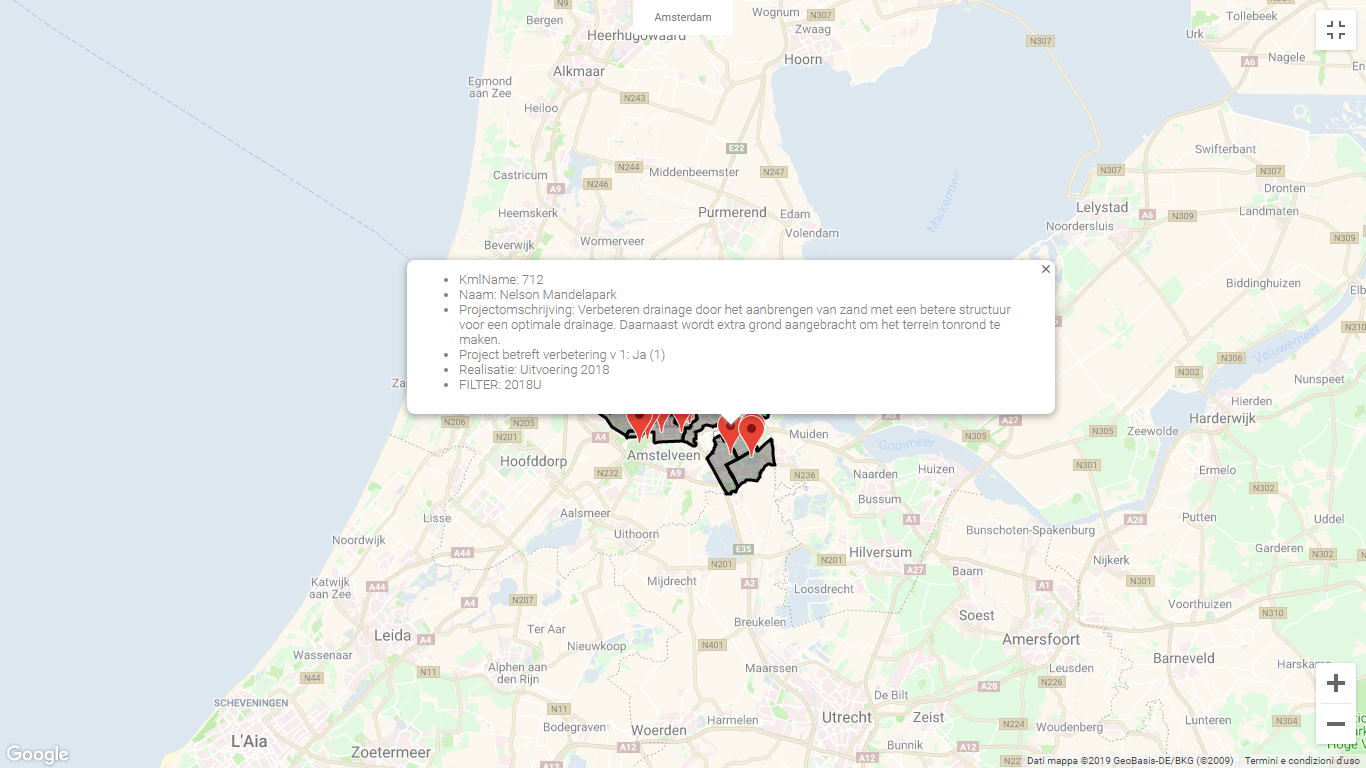 Amsterdam
N9
Bergen
Wognum
N307
Zwaag
Tollebeek
Urk
Heerhugowaard
N307
Hoorn
A6
Nagele
Alkmaar
Egmond
aan Zee
N243
Heiloo
E22
Swifterbant
N244
Middenbeemster
N247
N307
N307
Castricum
N246
A9
Dronten
Purmerend
Edam
Lelystad
Heemskerk
A6
N309
Landmaten
Markermeer
Volendam
Noordersluis
Beverwijk
Wormerveer
N309
Biddinghuizen
N305
KmlName: 712
Naam: Nelson Mandelapark
Projectomschrijving: Verbeteren drainage door het aanbrengen van zand met een betere structuur
voor een optimale drainage. Daarnaast wordt extra grond aangebracht om het terrein tonrond te
maken.
Project betreft verbetering v 1: Ja (1)
Realisatie: Uitvoering 2018
FILTER: 2018U
Veluwemeer
N302
N306
Nunspeet
Hierden
Harderwijk
N206
N205
N305
N305
Zeewolde
N201
A4
Muiden
Gooimeer
Amstelveen
Hoofddorp
N301
N232
A9
N236
Naarden
Huizen
Ermelo
N302
Bussum
Lisse
Aalsmeer
A1
A28
Putten
Uddel
Uithoorn
Bunschoten-Spakenburg
Noordwijk
A44
E35
Hilversum
Nijkerk
Garderen
N302
N201
N201
A27
Baarn
Katwijk
aan Zee
A44
Mijdrecht
A2
A1
N301
Loosdrecht
A4
N207
Voorthuizen
N310
Soest
Breukelen
Ter Aar
Leida
A4
Amersfoort
Nieuwkoop
N401
Wassenaar
Barneveld
Alphen aan
den Rijn
N11
Maarssen
Leusden
N44
N226
A28
De Bilt
SCHEVENINGEN
N11
Harmelen
Utrecht
Zeist
Lunteren
N304
Bodegraven
N224
Woudenberg
Woerden
L'Aia
A12
A12
Bunnik
A12
Zoetermeer
N227
A12
Google
Dati mappa ©2019 GeoBasis-DE/BKG (©2009)
Termini e condizioni d'uso